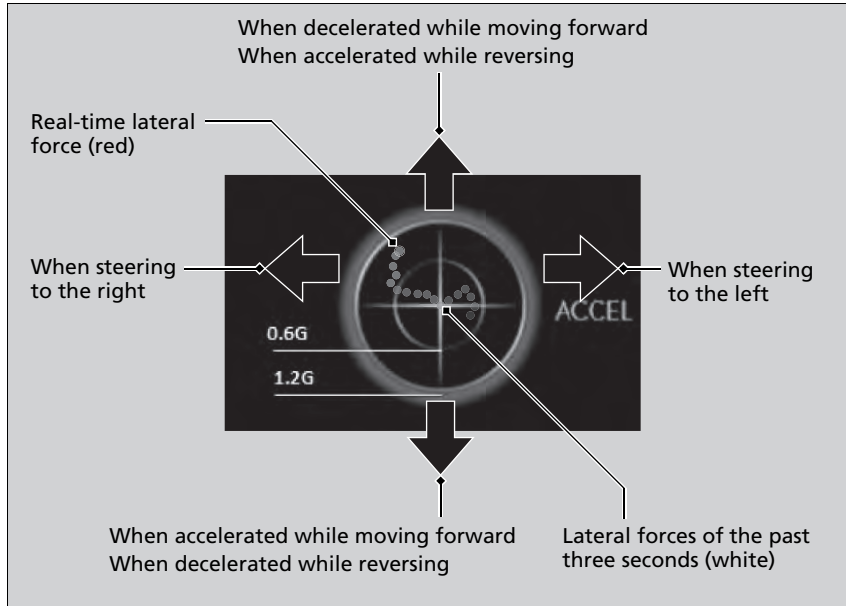 When decelerated while moving forward
When accelerated while reversing
Real-time lateral
force (red)
When steering
to the right
When steering
to the left
ACCEL
0.6G
1.2G
When accelerated while moving forward
When decelerated while reversing
Lateral forces of the past
three seconds (white)